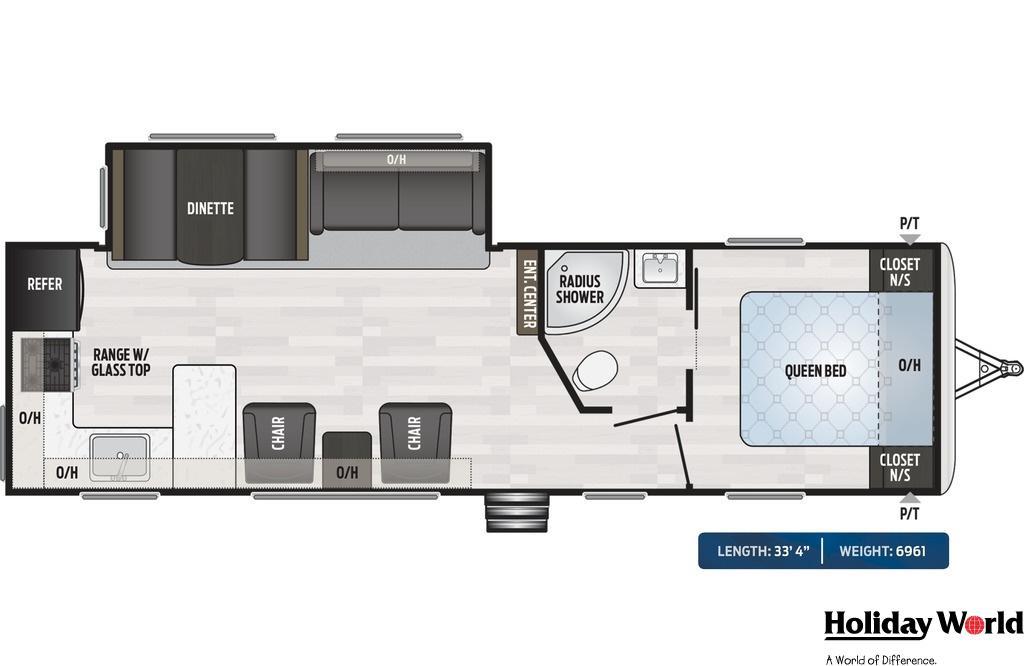 O/H
DINETTE
P/T
REFER
ENT. CENTER
RADIUS
SHOWER
CLOSET
N/S
RANGE W/
GLASS TOP
QUEEN BED
O/H
O/H
CHAIR
CHAIR
O/H
O/H
CLOSET
N/S
P/T
LENGTH: 33' 4" WEIGHT: 6961
Holiday World
A World of Difference.